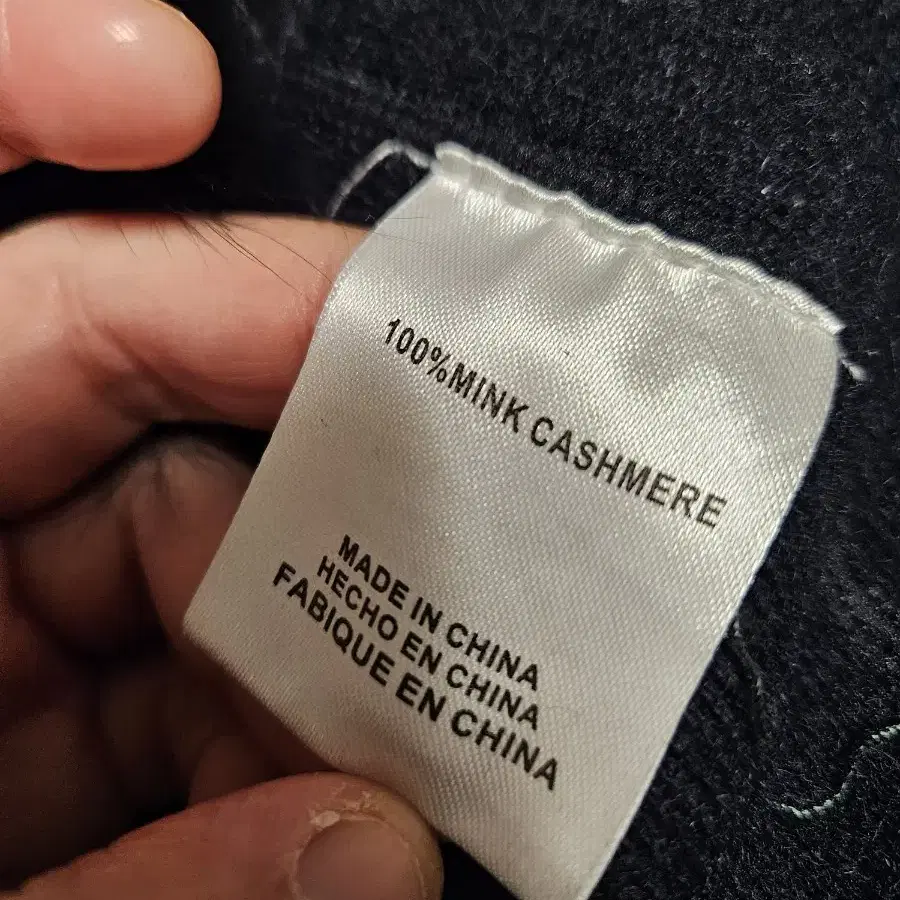 100%MINK CASHMERE
MADE IN CHINA
HECHO EN CHINA
FABIQUE EN CHINA